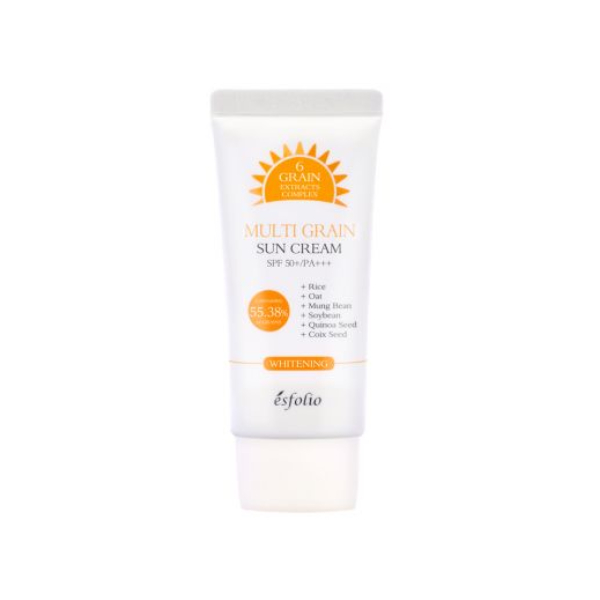 6
GRAIN
EXTRACTS
COMPLEX
MULTI GRAIN
SUN CREAM
SPF 50+/PA+++
55.38%
+ Rice
+ Oat
+ Mung Bean
+ Soybean
+ Quinoa Seed
+ Coix Seed
WHITENING
ésfolio